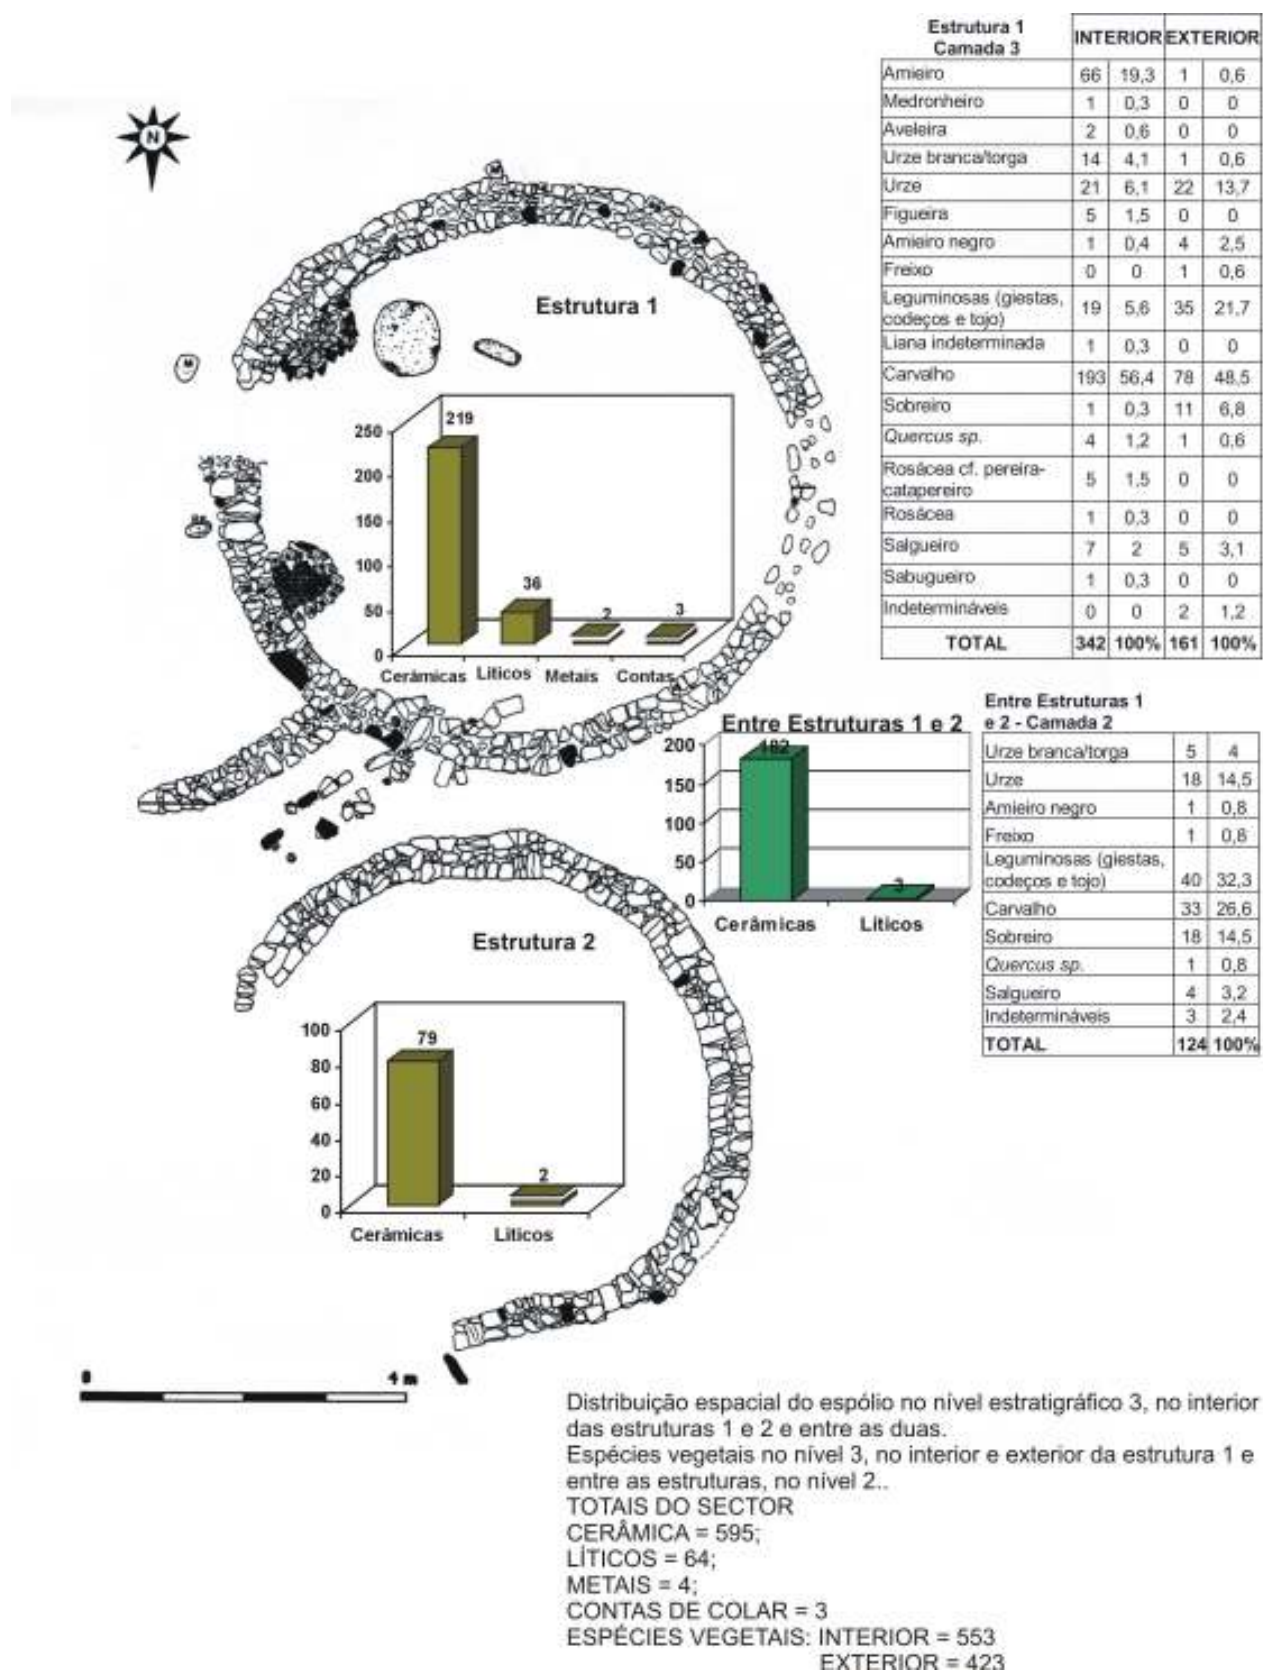 Estrutura 1
Camada 3
INTERIOR EXTERIOR
Amieiro 66 19,3 1 0,6
Medronheiro 1 0,3 0 0
Aveleira 2 0,6 0 0
Urze branca/torga 14 4,1 1 0,6
Urze 21 6,1 22 13,7
Figueira 5 1,5 0 0
Amieiro negro 1 0,4 4 2,5
Freixo 0 0 1 0,6
Leguminosas (giestas,
codeços e tojo) 19 5,6 35 21,7
Liana indeterminada 1 0,3 0 0
Carvalho 193 56,4 78 48,5
Sobreiro 1 0,3 11 6,8
Quercus sp. 4 1,2 1 0,6
Rosácea cf. pereira-
catapereiro 5 1,5 0 0
Rosácea 1 0,3 0 0
Salgueiro 7 2 5 3,1
Sabugueiro 1 0,3 0 0
Indetermináveis 0 0 2 1,2
TOTAL 342 100% 161 100%
N
M
M
Estrutura 1
250
200
150
100
50
0
219
36
2
3
Cerâmicas Líticos Metais Contas
Entre Estruturas 1 e 2
200
150
100
50
0
182
3
Cerâmicas Líticos
Entre Estruturas 1
e 2 - Camada 2
Urze branca/torga 5 4
Urze 18 14,5
Amieiro negro 1 0,8
Freixo 1 0,8
Leguminosas (giestas,
codeços e tojo) 40 32,3
Carvalho 33 26,6
Sobreiro 18 14,5
Quercus sp. 1 0,8
Salgueiro 4 3,2
Indetermináveis 3 2,4
TOTAL 124 100%
Estrutura 2
100
80
60
40
20
0
79
2
Cerâmicas Líticos
0 4 m
Distribuição espacial do espólio no nível estratigráfico 3, no interior
das estruturas 1 e 2 e entre as duas.
Espécies vegetais no nível 3, no interior e exterior da estrutura 1 e
entre as estruturas, no nível 2..
TOTAIS DO SECTOR
CERÂMICA = 595;
LÍTICOS = 64;
METAIS = 4;
CONTAS DE COLAR = 3
ESPÉCIES VEGETAIS: INTERIOR = 553
EXTERIOR = 423